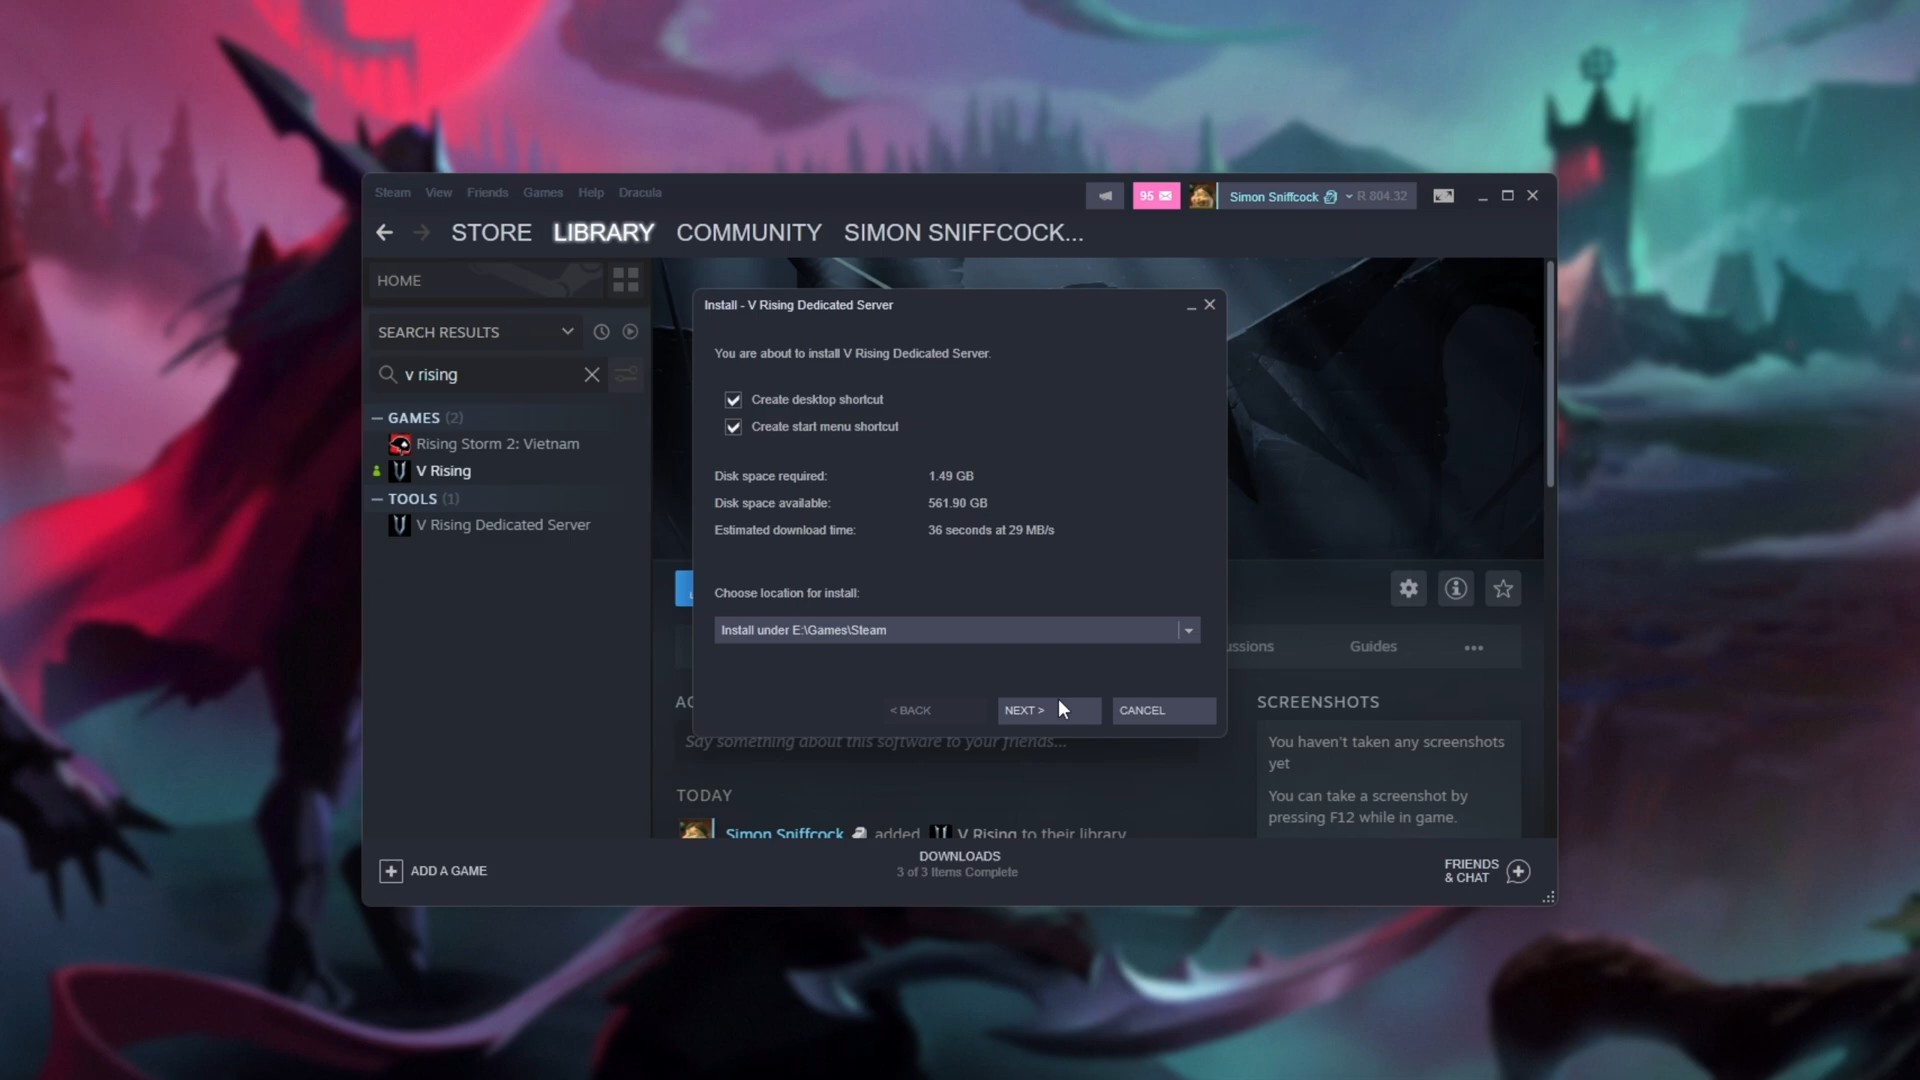 Steam View Friends Games Help Dracula
95
Simon Sniffcock R 804.32
STORE LIBRARY COMMUNITY SIMON SNIFFCOCK...
HOME
SEARCH RESULTS
v rising
GAMES (2)
Rising Storm 2: Vietnam
V Rising
TOOLS (1)
V Rising Dedicated Server
Install - V Rising Dedicated Server
You are about to install V Rising Dedicated Server.
Create desktop shortcut
Create start menu shortcut
Disk space required: 1.49 GB
Disk space available: 561.90 GB
Estimated download time: 36 seconds at 29 MB/s
Choose location for install:
Install under E:\Games\Steam
< BACK NEXT > CANCEL
ussions Guides
AC
Say something about this software to your friends...
TODAY
Simon Sniffcock added V Rising to their library
SCREENSHOTS
You haven't taken any screenshots
yet
You can take a screenshot by
pressing F12 while in game.
ADD A GAME
DOWNLOADS
3 of 3 Items Complete
FRIENDS
& CHAT